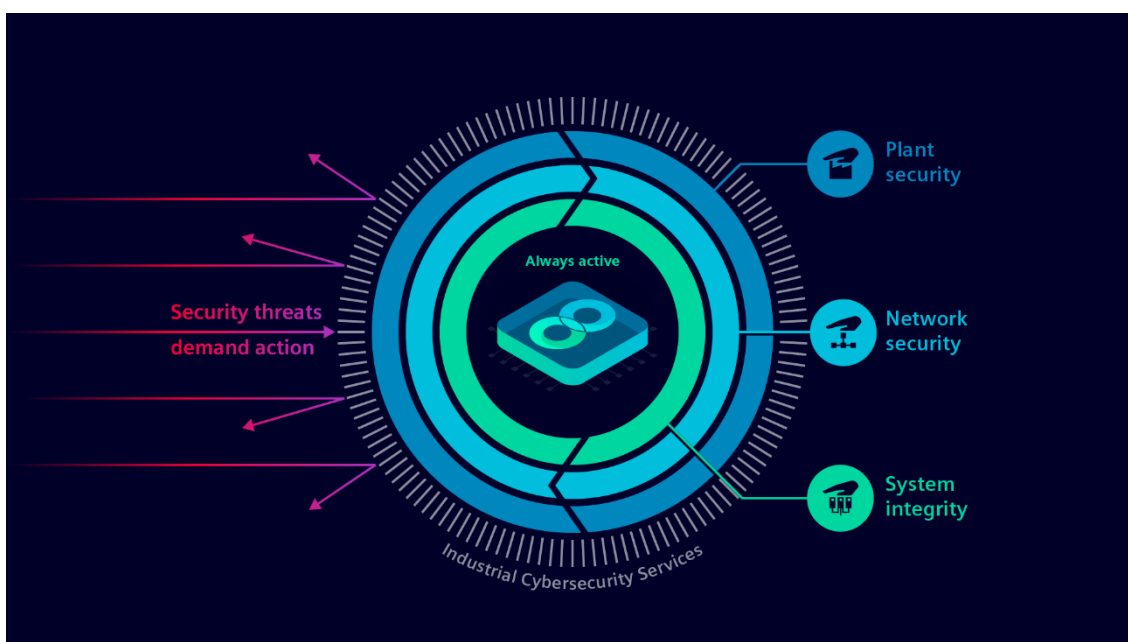 Plant
security
Always active
Security threats
demand action
Network
security
System
integrity
Industrial Cybersecurity Services